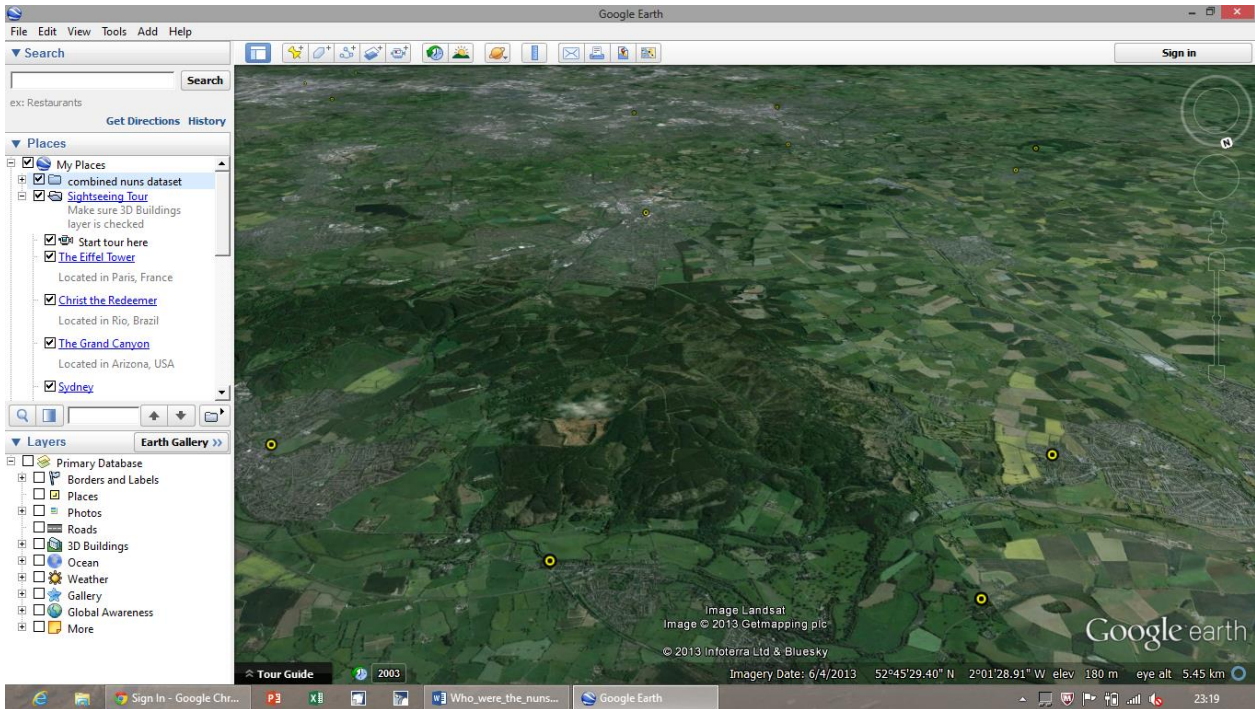 Google Earth
File Edit View Tools Add Help
Search
Sign in
Search
ex: Restaurants
Get Directions History
Places
N
My Places
combined nuns dataset
Sightseeing Tour
Make sure 3D Buildings
layer is checked
Start tour here
The Eiffel Tower
Located in Paris, France
Christ the Redeemer
Located in Rio, Brazil
The Grand Canyon
Located in Arizona, USA
Sydney
Layers
Earth Gallery »
Primary Database
Borders and Labels
Places
Photos
Roads
3D Buildings
Ocean
Weather
Gallery
Global Awareness
More
Image Landsat
Image © 2013 Getmapping plc
© 2013 Infoterra Ltd & Bluesky
Google earth
Tour Guide
2003
Imagery Date: 6/4/2013 52°45'29.40" N 2°01'28.91" W elev 180 m eye alt 5.45 km
Sign In - Google Chr...
Who_were_the_nuns...
Google Earth
23:19